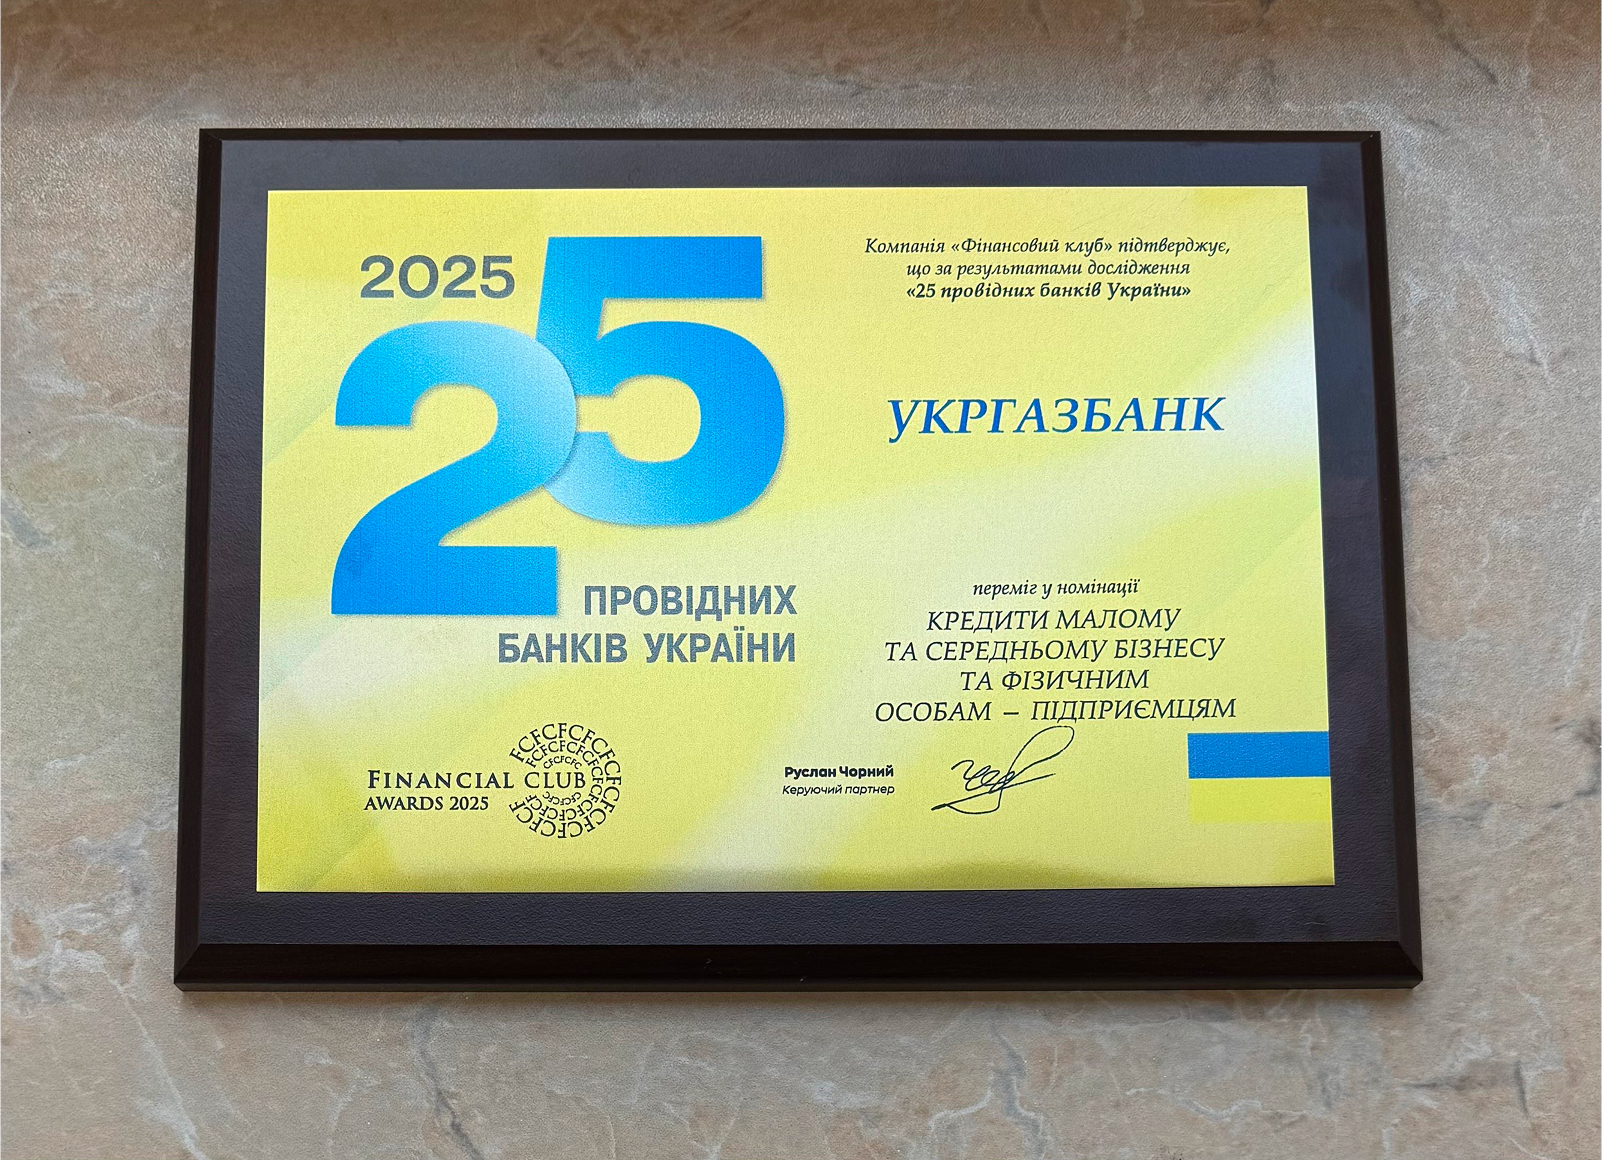 2025
25
ПРОВІДНИХ
БАНКІВ УКРАЇНИ
FINANCIAL CLUB
AWARDS 2025
Компанія «Фінансовий клуб» підтверджує,
що за результатами дослідження
«25 провідних банків України»
УКРГАЗБАНК
переміг у номінації
КРЕДИТИ МАЛОМУ
ТА СЕРЕДНЬОМУ БІЗНЕСУ
ТА ФІЗИЧНИМ
ОСОБАМ – ПІДПРИЄМЦЯМ
Руслан Чорний
Керуючий партнер